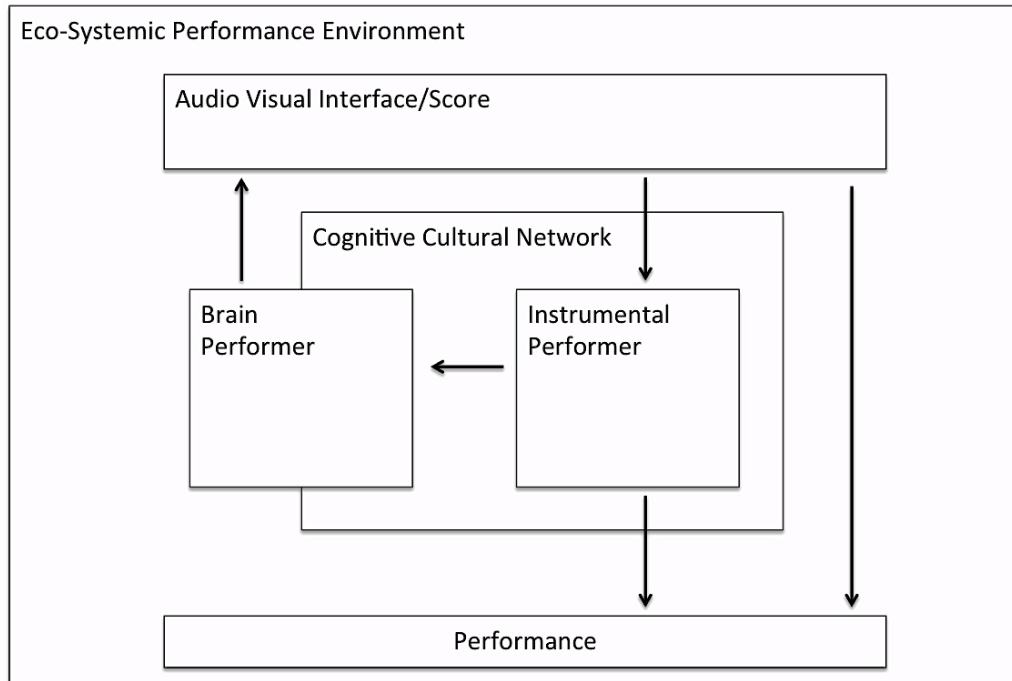 Eco-Systemic Performance Environment
Audio Visual Interface/Score
Cognitive Cultural Network
Brain
Performer
Instrumental
Performer
Performance